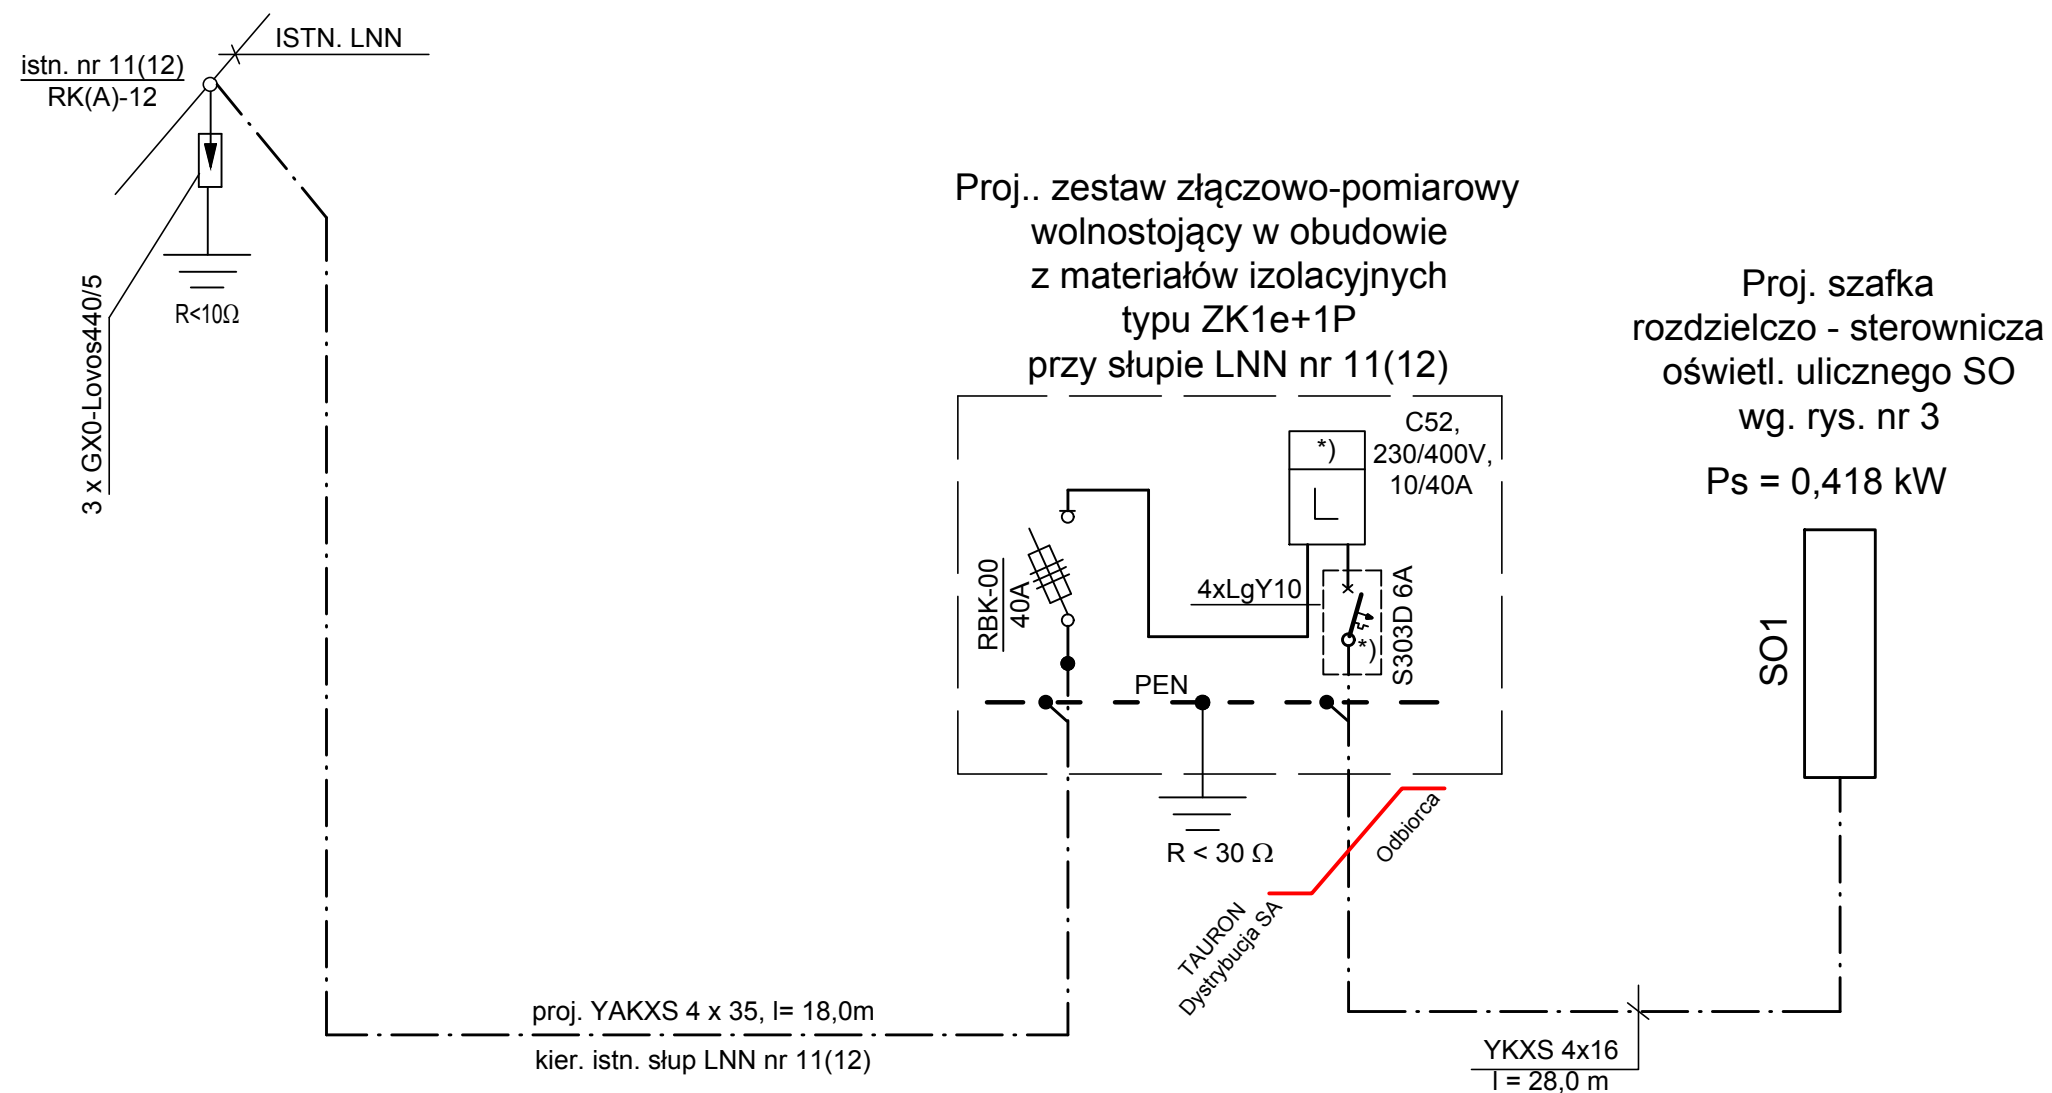 ISTN. LNN
istn. nr 11(12)
RK(A)-12
R<10Ω
3 x GX0-Lovos440/5
Proj.. zestaw złączowo-pomiarowy
wolnostojący w obudowie
z materiałów izolacyjnych
typu ZK1e+1P
przy słupie LNN nr 11(12)
Proj. szafka
rozdzielczo - sterownicza
oświetl. ulicznego SO
wg. rys. nr 3
Ps = 0,418 kW
*)
C52,
230/400V,
10/40A
RBK-00
40A
4xLgY10
S303D 6A
*)
PEN
SO1
R < 30 Ω
Odbiorca
TAURON
Dystrybucja SA
proj. YAKXS 4 x 35, l= 18,0m
kier. istn. słup LNN nr 11(12)
YKXS 4x16
l = 28,0 m